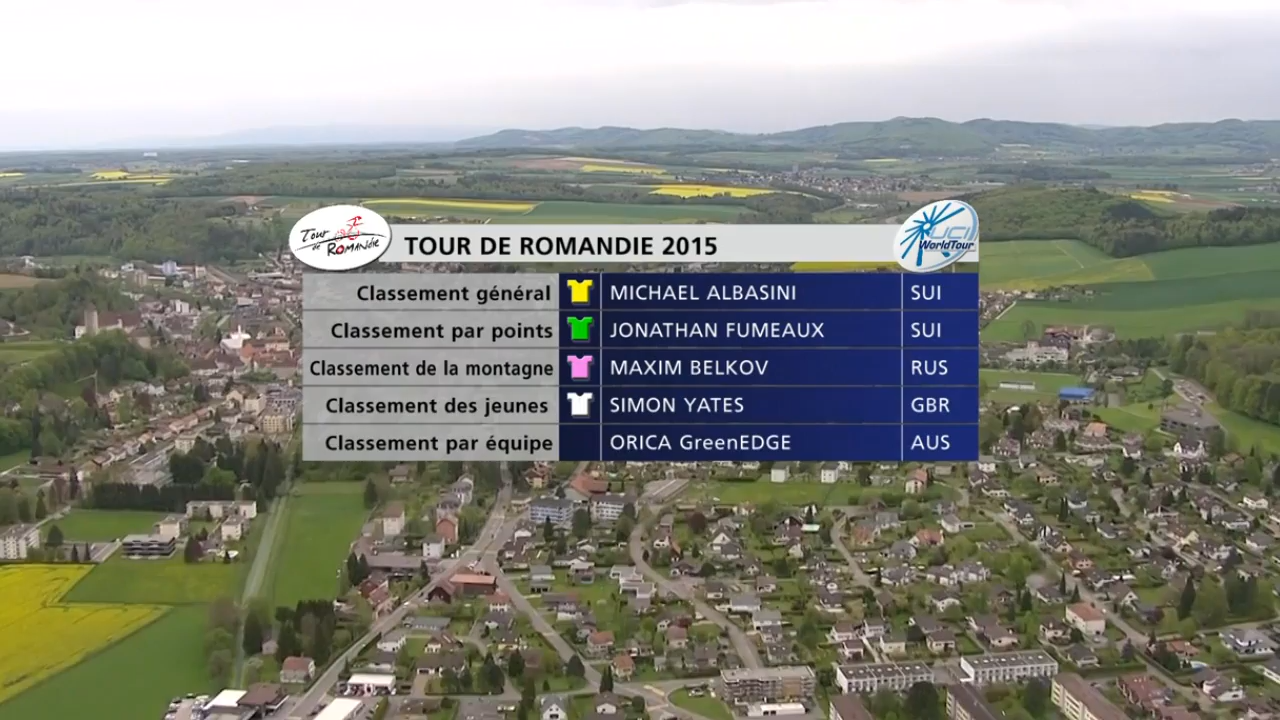 Tour de Romandie
TOUR DE ROMANDIE 2015
UCI WorldTour
Classement général MICHAEL ALBASINI SUI
Classement par points JONATHAN FUMEAUX SUI
Classement de la montagne MAXIM BELKOV RUS
Classement des jeunes SIMON YATES GBR
Classement par équipe ORICA GreenEDGE AUS